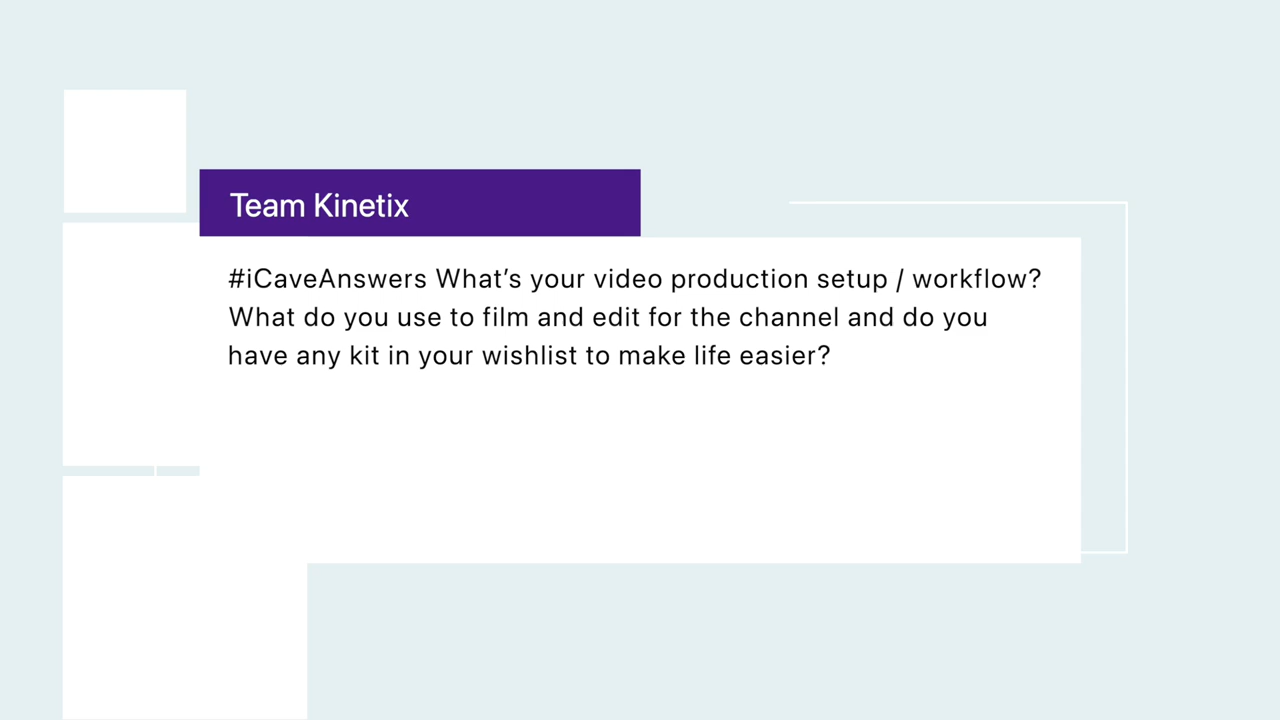 Team Kinetix
#iCaveAnswers What’s your video production setup / workflow?
What do you use to film and edit for the channel and do you
have any kit in your wishlist to make life easier?